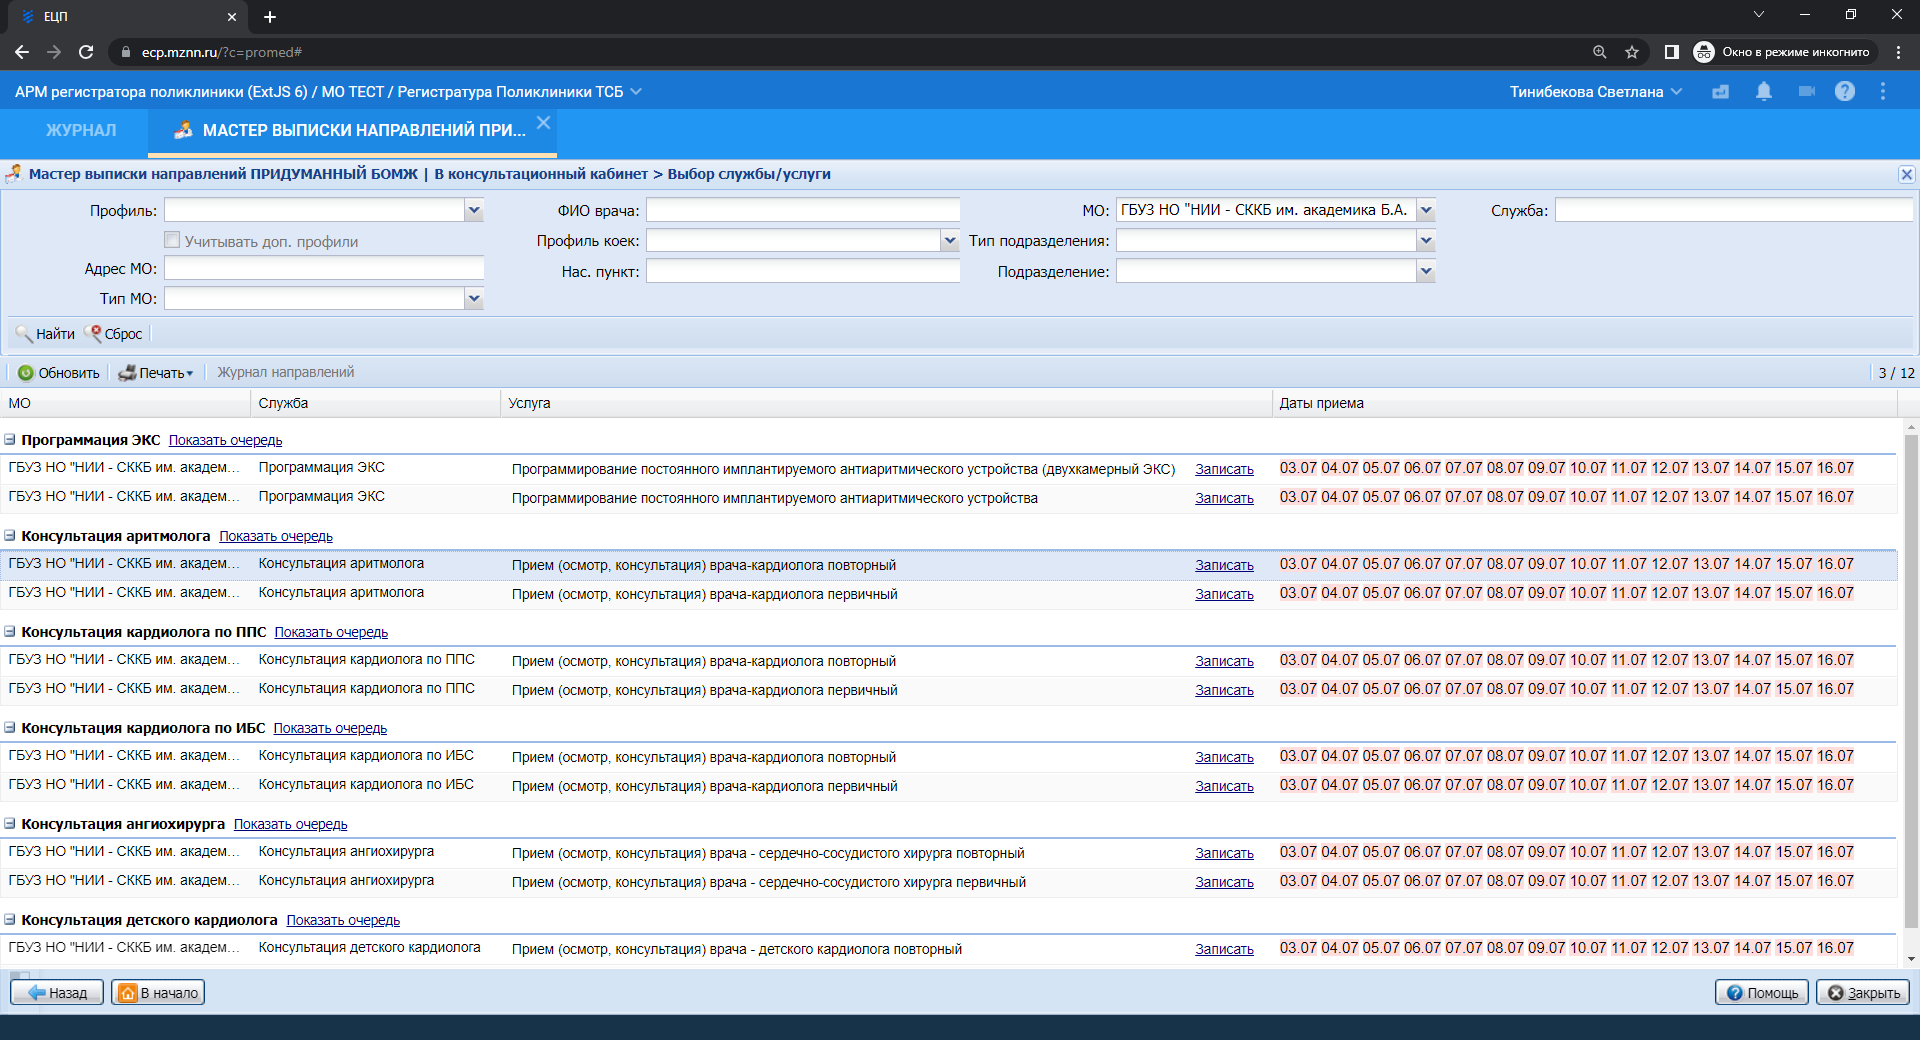 ЕЦП
ecp.mznn.ru/?c=promed#
Окно в режиме инкогнито
АРМ регистратора поликлиники (ExtJS 6) / МО ТЕСТ / Регистратура Поликлиники ТСБ
Тинибекова Светлана
ЖУРНАЛ
МАСТЕР ВЫПИСКИ НАПРАВЛЕНИЙ ПРИ...
Мастер выписки направлений ПРИДУМАННЫЙ БОМЖ | В консультационный кабинет > Выбор службы/услуги
Профиль: ФИО врача: МО: ГБУЗ НО "НИИ - СККБ им. академика Б.А. Служба:
Учитывать доп. профили Профиль коек: Тип подразделения:
Адрес МО: Нас. пункт: Подразделение:
Тип МО:
Найти Сброс
Обновить Печать Журнал направлений 3 / 12
МО Служба Услуга Даты приема
Программация ЭКС Показать очередь
ГБУЗ НО "НИИ - СККБ им. академ... Программация ЭКС Программирование постоянного имплантируемого антиаритмического устройства (двухкамерный ЭКС) Записать 03.07 04.07 05.07 06.07 07.07 08.07 09.07 10.07 11.07 12.07 13.07 14.07 15.07 16.07
ГБУЗ НО "НИИ - СККБ им. академ... Программация ЭКС Программирование постоянного имплантируемого антиаритмического устройства Записать 03.07 04.07 05.07 06.07 07.07 08.07 09.07 10.07 11.07 12.07 13.07 14.07 15.07 16.07
Консультация аритмолога Показать очередь
ГБУЗ НО "НИИ - СККБ им. академ... Консультация аритмолога Прием (осмотр, консультация) врача-кардиолога повторный Записать 03.07 04.07 05.07 06.07 07.07 08.07 09.07 10.07 11.07 12.07 13.07 14.07 15.07 16.07
ГБУЗ НО "НИИ - СККБ им. академ... Консультация аритмолога Прием (осмотр, консультация) врача-кардиолога первичный Записать 03.07 04.07 05.07 06.07 07.07 08.07 09.07 10.07 11.07 12.07 13.07 14.07 15.07 16.07
Консультация кардиолога по ППС Показать очередь
ГБУЗ НО "НИИ - СККБ им. академ... Консультация кардиолога по ППС Прием (осмотр, консультация) врача-кардиолога повторный Записать 03.07 04.07 05.07 06.07 07.07 08.07 09.07 10.07 11.07 12.07 13.07 14.07 15.07 16.07
ГБУЗ НО "НИИ - СККБ им. академ... Консультация кардиолога по ППС Прием (осмотр, консультация) врача-кардиолога первичный Записать 03.07 04.07 05.07 06.07 07.07 08.07 09.07 10.07 11.07 12.07 13.07 14.07 15.07 16.07
Консультация кардиолога по ИБС Показать очередь
ГБУЗ НО "НИИ - СККБ им. академ... Консультация кардиолога по ИБС Прием (осмотр, консультация) врача-кардиолога повторный Записать 03.07 04.07 05.07 06.07 07.07 08.07 09.07 10.07 11.07 12.07 13.07 14.07 15.07 16.07
ГБУЗ НО "НИИ - СККБ им. академ... Консультация кардиолога по ИБС Прием (осмотр, консультация) врача-кардиолога первичный Записать 03.07 04.07 05.07 06.07 07.07 08.07 09.07 10.07 11.07 12.07 13.07 14.07 15.07 16.07
Консультация ангиохирурга Показать очередь
ГБУЗ НО "НИИ - СККБ им. академ... Консультация ангиохирурга Прием (осмотр, консультация) врача - сердечно-сосудистого хирурга повторный Записать 03.07 04.07 05.07 06.07 07.07 08.07 09.07 10.07 11.07 12.07 13.07 14.07 15.07 16.07
ГБУЗ НО "НИИ - СККБ им. академ... Консультация ангиохирурга Прием (осмотр, консультация) врача - сердечно-сосудистого хирурга первичный Записать 03.07 04.07 05.07 06.07 07.07 08.07 09.07 10.07 11.07 12.07 13.07 14.07 15.07 16.07
Консультация детского кардиолога Показать очередь
ГБУЗ НО "НИИ - СККБ им. академ... Консультация детского кардиолога Прием (осмотр, консультация) врача - детского кардиолога повторный Записать 03.07 04.07 05.07 06.07 07.07 08.07 09.07 10.07 11.07 12.07 13.07 14.07 15.07 16.07
Назад В начало Помощь Закрыть